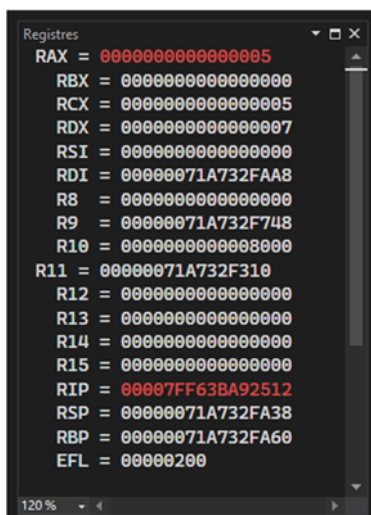 Registres
RAX = 0000000000000005
RBX = 0000000000000000
RCX = 0000000000000005
RDX = 0000000000000007
RSI = 0000000000000000
RDI = 00000071A732FAA8
R8 = 0000000000000000
R9 = 00000071A732F748
R10 = 0000000000008000
R11 = 00000071A732F310
R12 = 0000000000000000
R13 = 0000000000000000
R14 = 0000000000000000
R15 = 0000000000000000
RIP = 00007FF63BA92512
RSP = 00000071A732FA38
RBP = 00000071A732FA60
EFL = 00000200
120 %